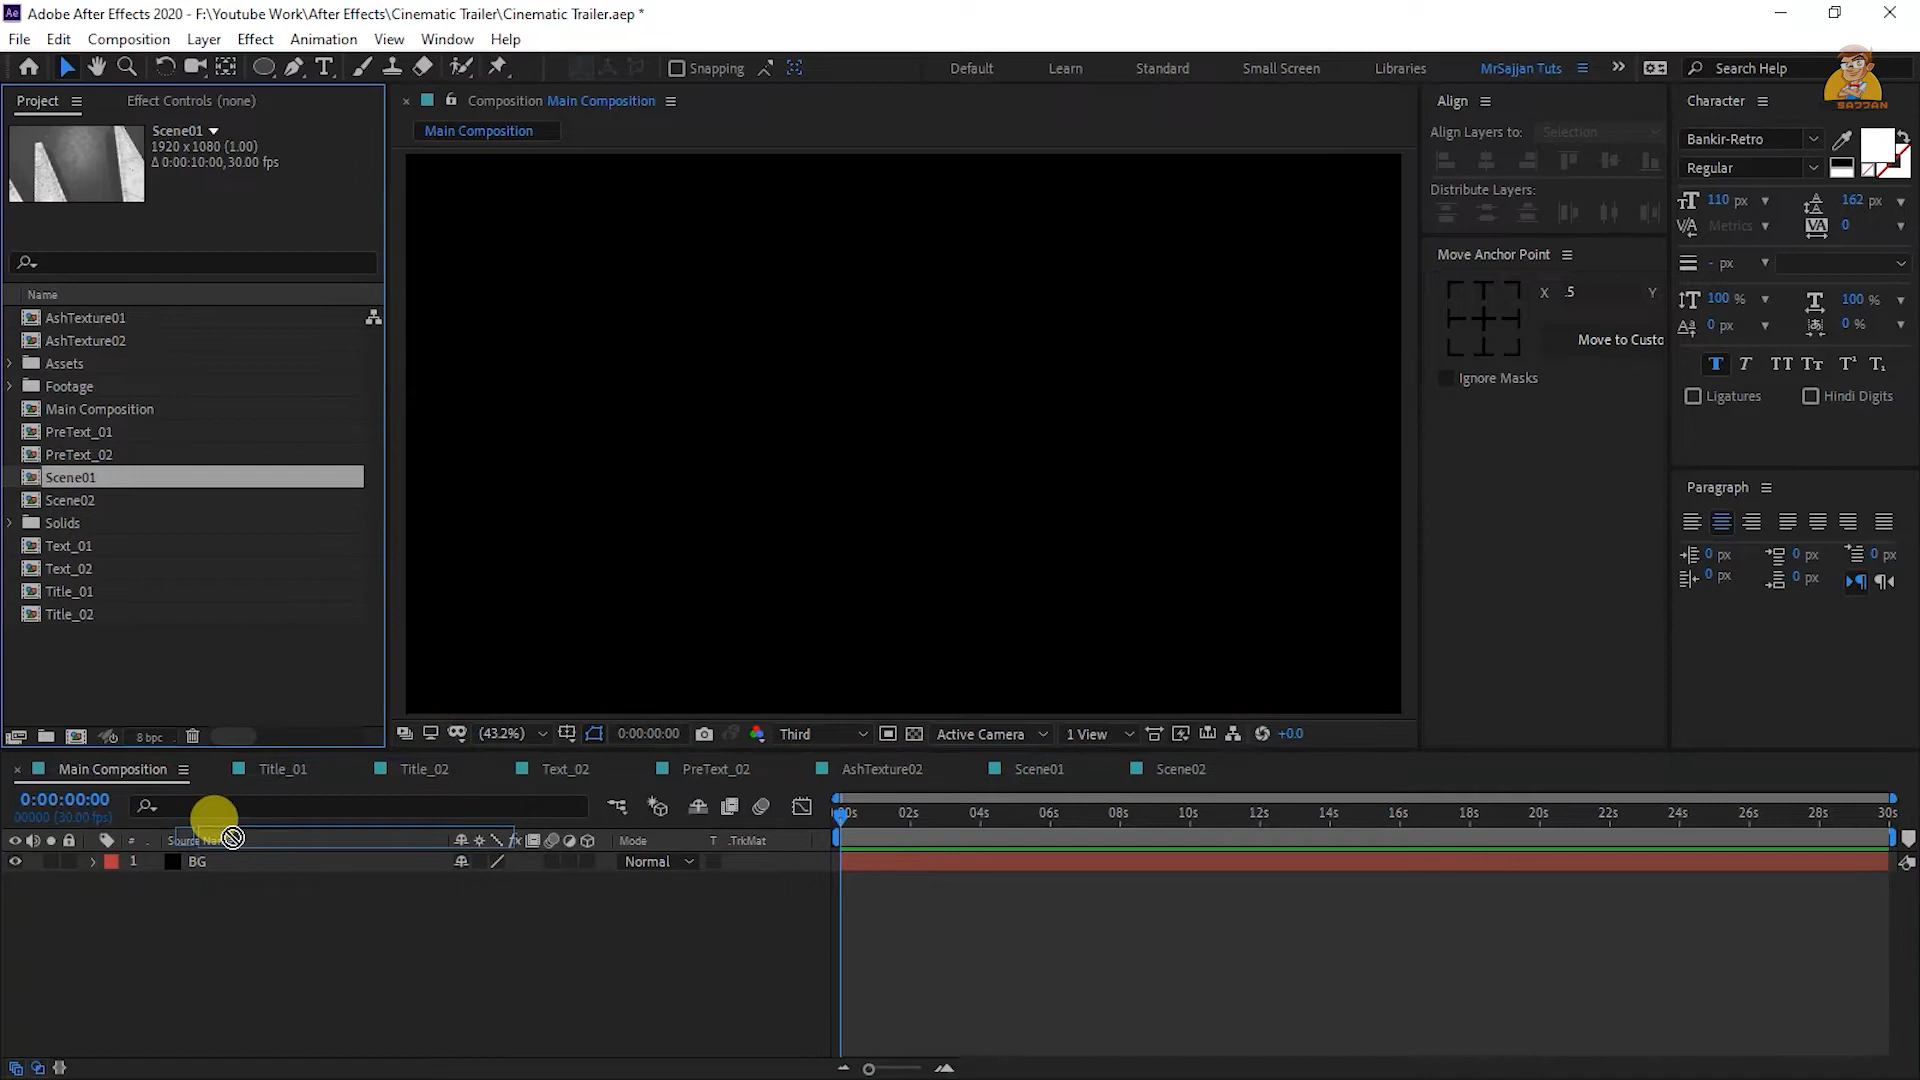 Adobe After Effects 2020 - F:\Youtube Work\After Effects\Cinematic Trailer\Cinematic Trailer.aep *
File Edit Composition Layer Effect Animation View Window Help
Snapping Default Learn Standard Small Screen Libraries MrSajjan Tuts Search Help
SAJJAN
Project Effect Controls (none)
Composition Main Composition
Align
Character
Main Composition
Scene01
1920 x 1080 (1.00)
Δ 0:00:10:00, 30.00 fps
Align Layers to: Selection
Distribute Layers:
Bankir-Retro
Regular
110 px 162 px
Metrics 0
- px
100 % 100 %
0 px 0 %
Move Anchor Point
X .5 Y
Move to Custo
Ignore Masks
Ligatures Hindi Digits
Paragraph
0 px 0 px 0 px
0 px 0 px
Name
AshTexture01
AshTexture02
Assets
Footage
Main Composition
PreText_01
PreText_02
Scene01
Scene02
Solids
Text_01
Text_02
Title_01
Title_02
8 bpc
(43.2%) 0:00:00:00 Third Active Camera 1 View +0.0
Main Composition Title_01 Title_02 Text_02 PreText_02 AshTexture02 Scene01 Scene02
0:00:00:00
00000 (30.00 fps)
02s 04s 06s 08s 10s 12s 14s 16s 18s 20s 22s 24s 26s 28s 30s
# Source Mode T .TrkMat
1 BG Normal